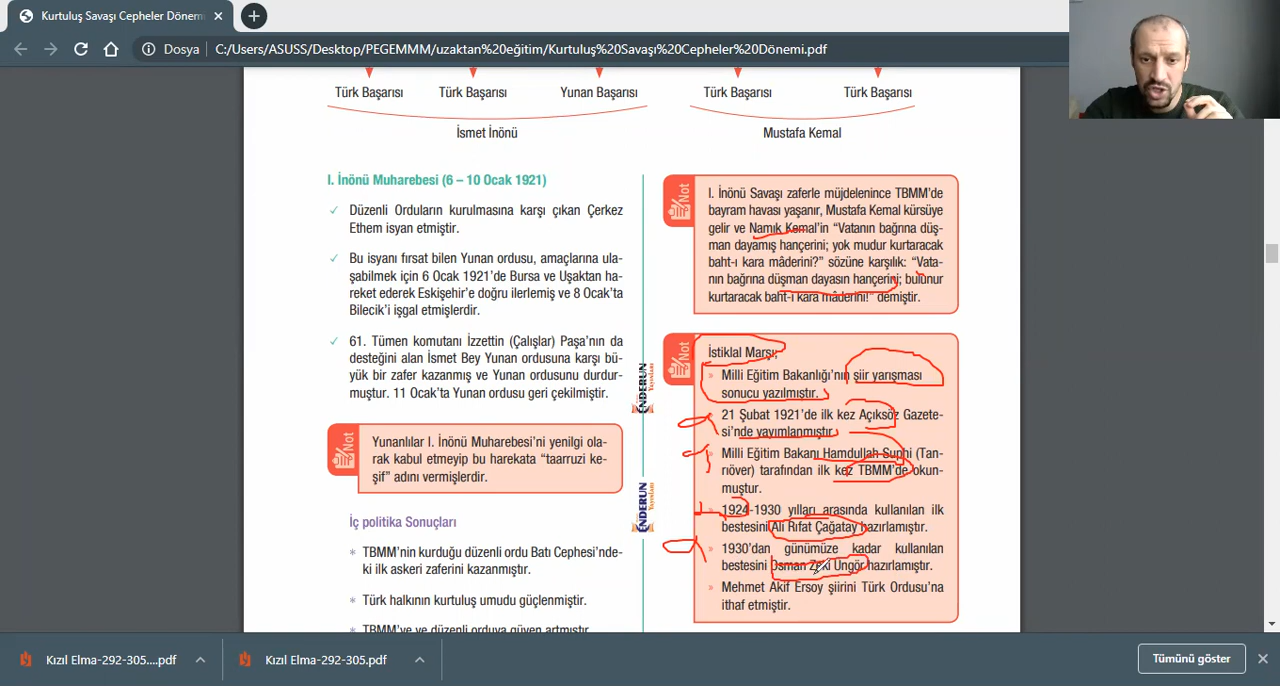 Kurtuluş Savaşı Cepheler Dönem
Dosya
C:/Users/ASUSS/Desktop/PEGEMMM/uzaktan%20eğitim/Kurtuluş%20Savaşı%20Cepheler%20Dönemi.pdf
Türk Başarısı Türk Başarısı Yunan Başarısı Türk Başarısı Türk Başarısı
İsmet İnönü Mustafa Kemal
I. İnönü Muharebesi (6 – 10 Ocak 1921)
Düzenli Orduların kurulmasına karşı çıkan Çerkez
Ethem isyan etmiştir.
Bu isyanı fırsat bilen Yunan ordusu, amaçlarına ula-
şabilmek için 6 Ocak 1921'de Bursa ve Uşaktan ha-
reket ederek Eskişehir'e doğru ilerlemiş ve 8 Ocak'ta
Bilecik'i işgal etmişlerdir.
61. Tümen komutanı İzzettin (Çalışlar) Paşa'nın da
desteğini alan İsmet Bey Yunan ordusuna karşı bü-
yük bir zafer kazanmış ve Yunan ordusunu durdur-
muştur. 11 Ocak'ta Yunan ordusu geri çekilmiştir.
Not
Yunanlılar I. İnönü Muharebesi'ni yenilgi ola-
rak kabul etmeyip bu harekata "taarruzi ke-
şif" adını vermişlerdir.
İç politika Sonuçları
* TBMM'nin kurduğu düzenli ordu Batı Cephesi'nde-
ki ilk askeri zaferini kazanmıştır.
* Türk halkının kurtuluş umudu güçlenmiştir.
* TBMM'ye ve düzenli orduya güven artmıştır
ENDERUN Yayınları
ENDERUN Yayınları
Not
I. İnönü Savaşı zaferle müjdelenince TBMM'de
bayram havası yaşanır, Mustafa Kemal kürsüye
gelir ve Namık Kemal'in "Vatanın bağrına düş-
man dayamış hançerini; yok mudur kurtaracak
baht-ı kara mâderini?" sözüne karşılık: "Vata-
nın bağrına düşman dayasın hançerini; bulunur
kurtaracak baht-ı kara mâderini!" demiştir.
Not
İstiklal Marşı;
» Milli Eğitim Bakanlığı'nın şiir yarışması
sonucu yazılmıştır.
» 21 Şubat 1921'de ilk kez Açıksöz Gazete-
si'nde yayımlanmıştır.
» Milli Eğitim Bakanı Hamdullah Suphi (Tan-
rıöver) tarafından ilk kez TBMM'de okun-
muştur.
» 1924-1930 yılları arasında kullanılan ilk
bestesini Ali Rıfat Çağatay hazırlamıştır.
» 1930'dan günümüze kadar kullanılan
bestesini Osman Zeki Üngör hazırlamıştır.
» Mehmet Akif Ersoy şiirini Türk Ordusu'na
ithaf etmiştir.
Kızıl Elma-292-305....pdf
Kızıl Elma-292-305.pdf
Tümünü göster